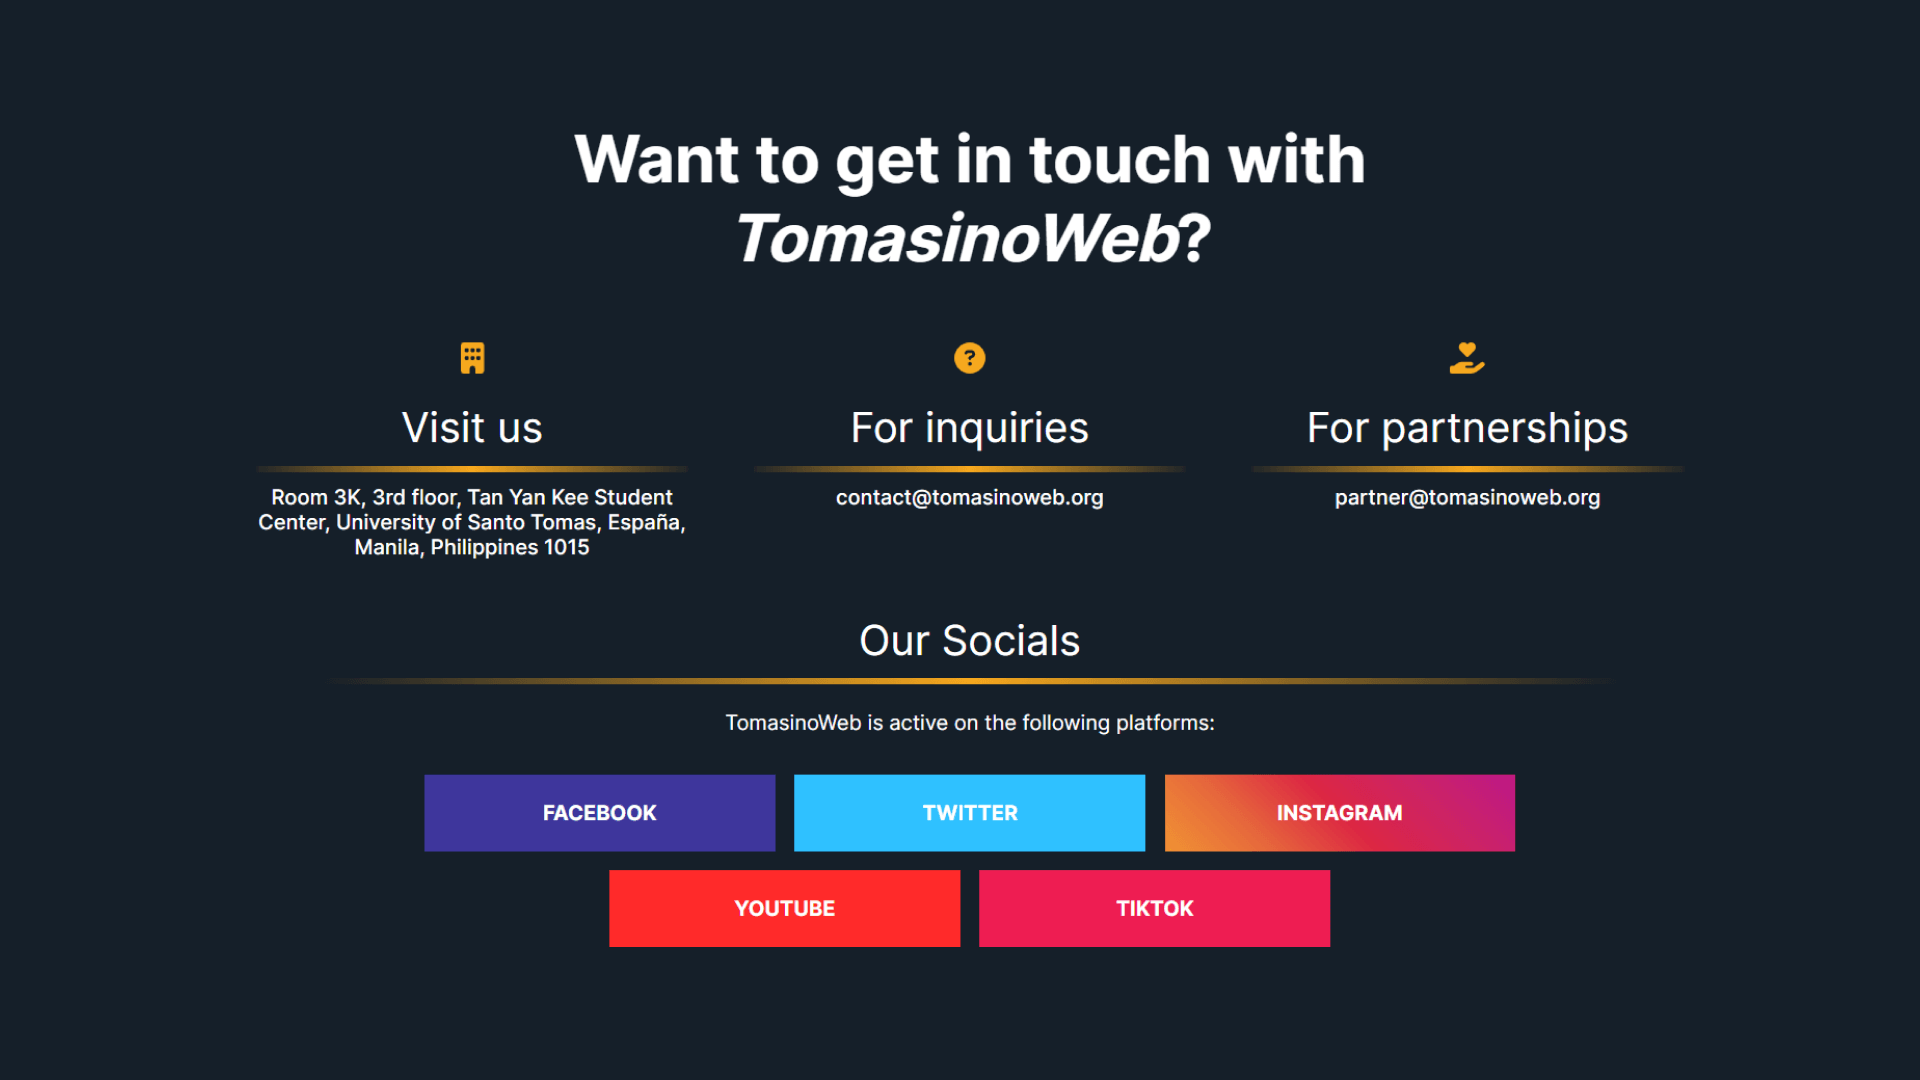 Want to get in touch with
TomasinoWeb?
Visit us
Room 3K, 3rd floor, Tan Yan Kee Student
Center, University of Santo Tomas, España,
Manila, Philippines 1015
For inquiries
contact@tomasinoweb.org
For partnerships
partner@tomasinoweb.org
Our Socials
TomasinoWeb is active on the following platforms:
FACEBOOK
TWITTER
INSTAGRAM
YOUTUBE
TIKTOK